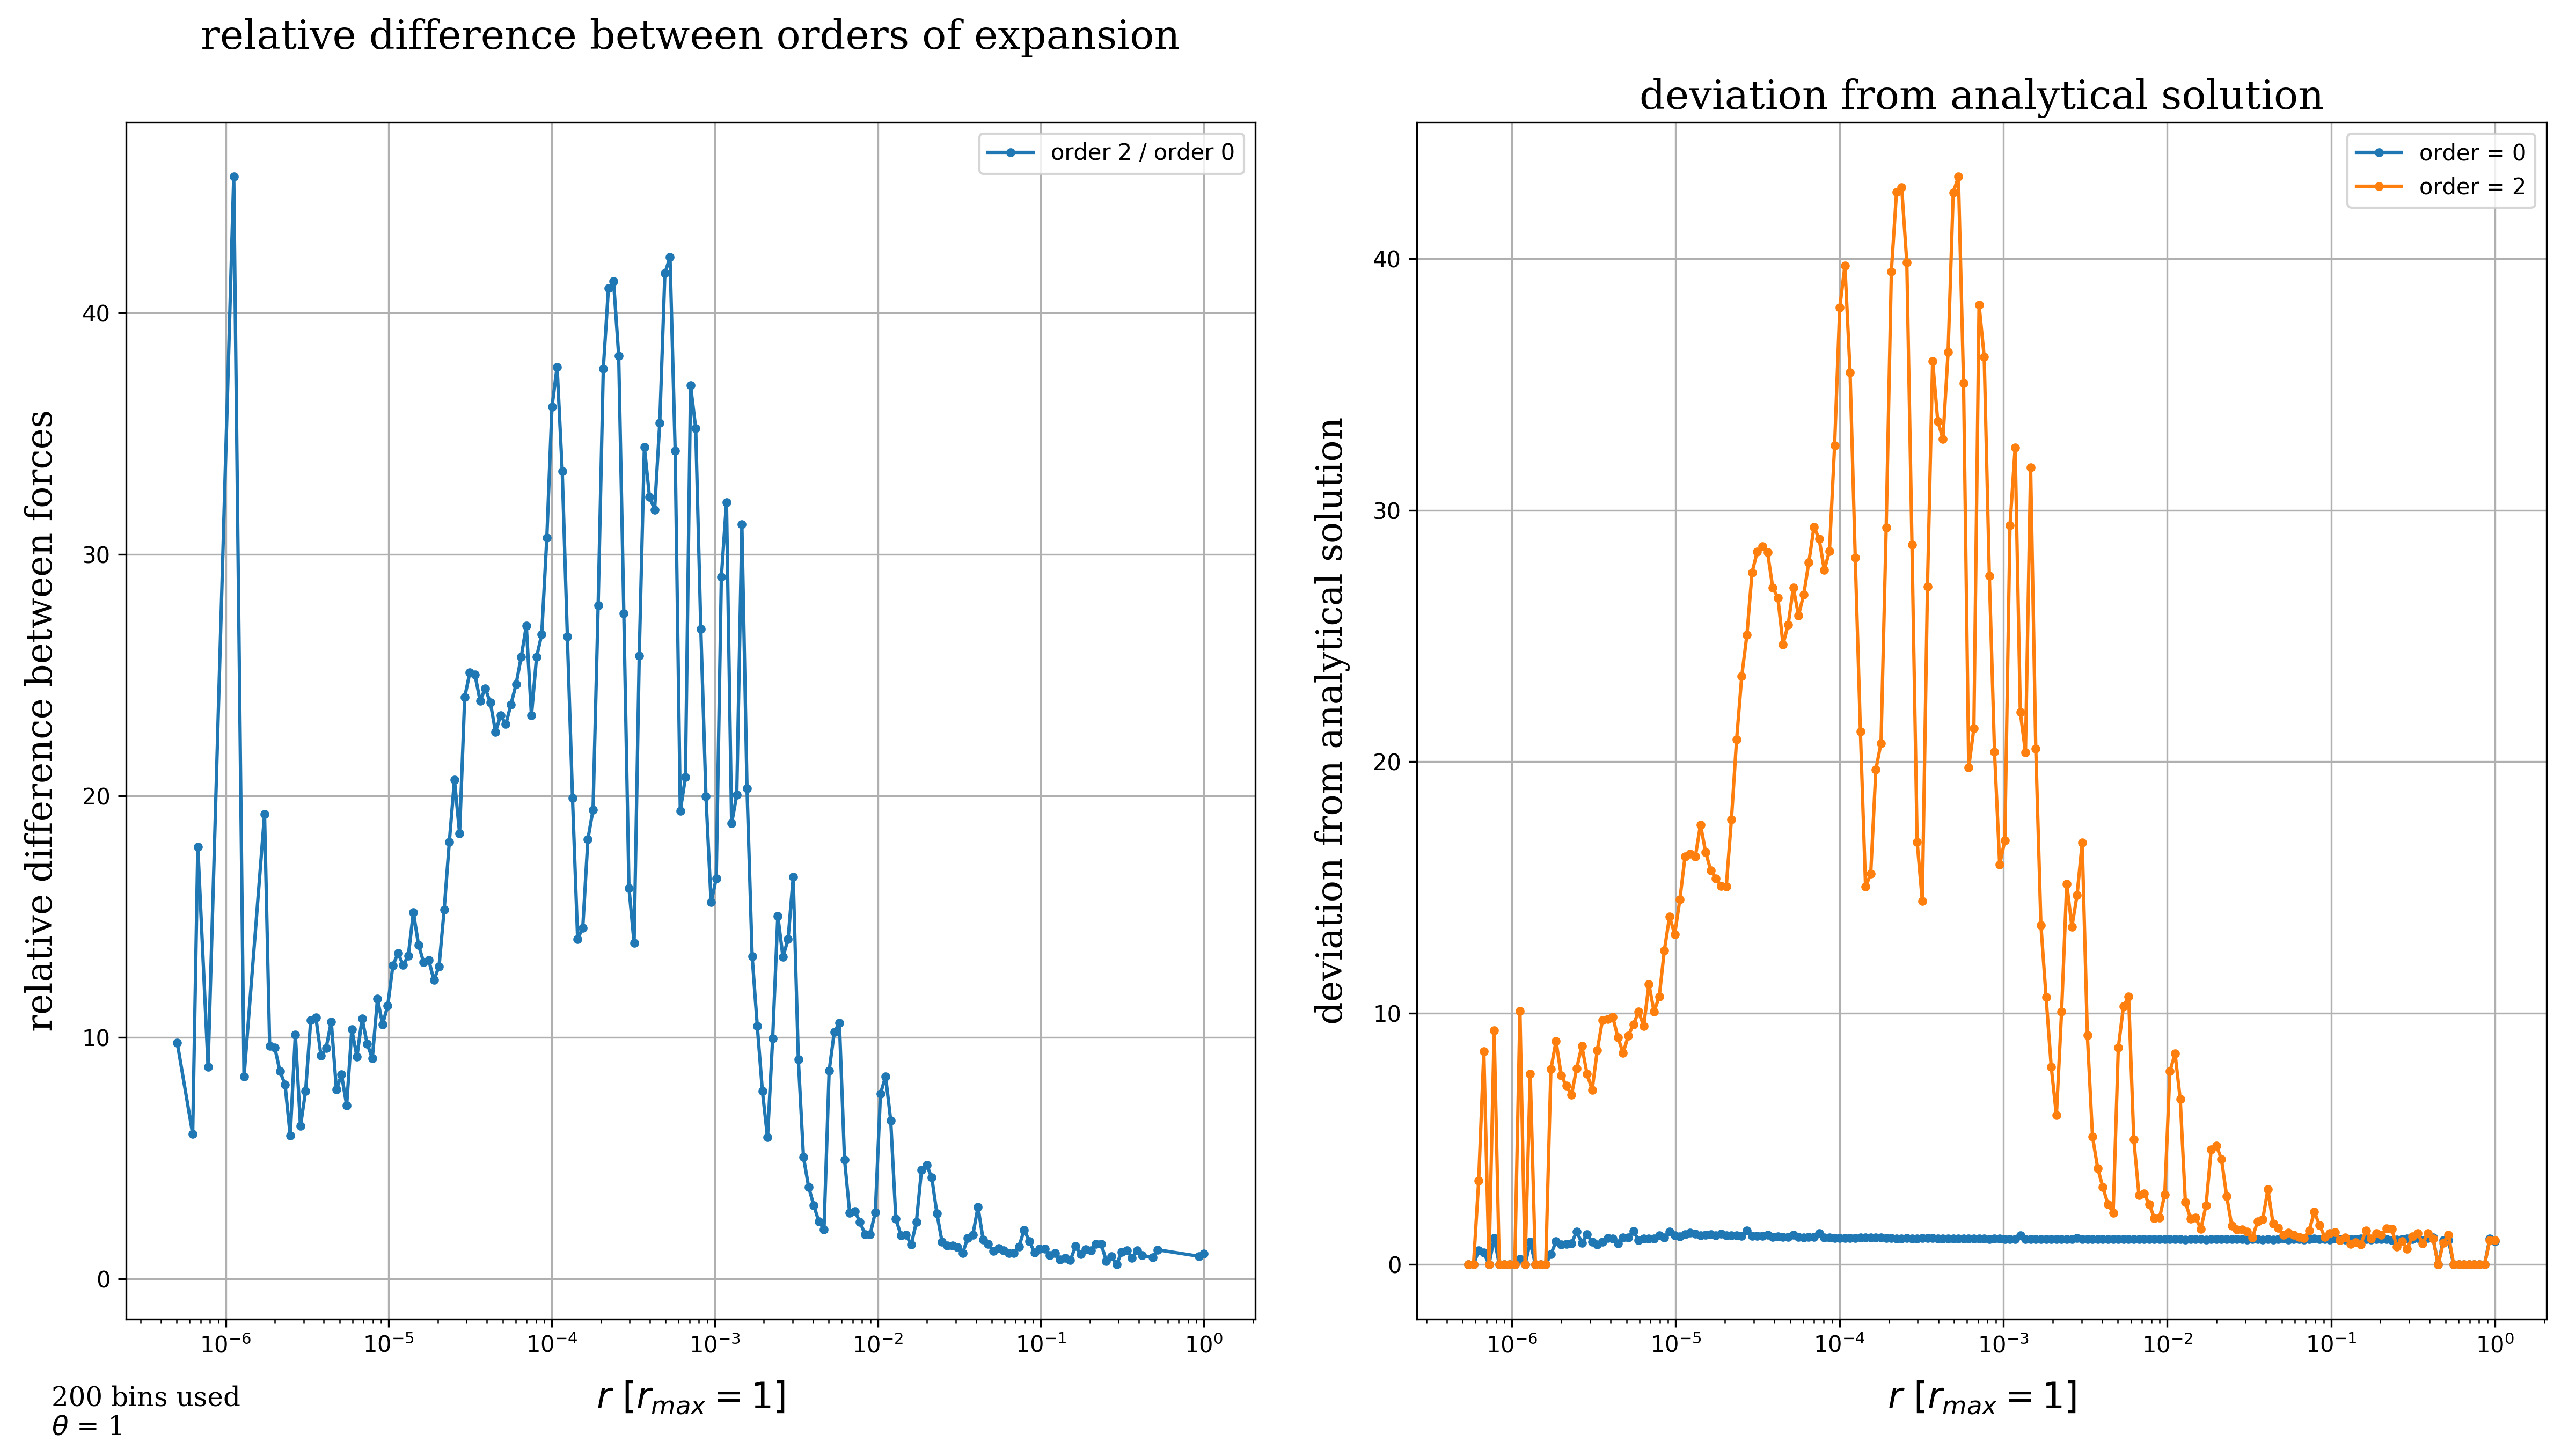 relative difference between orders of expansion
order 2 / order 0
relative difference between forces
40
30
20
10
0
10⁻⁶ 10⁻⁵ 10⁻⁴ 10⁻³ 10⁻² 10⁻¹ 10⁰
r [r_max = 1]
200 bins used
θ = 1
deviation from analytical solution
order = 0
order = 2
deviation from analytical solution
40
30
20
10
0
10⁻⁶ 10⁻⁵ 10⁻⁴ 10⁻³ 10⁻² 10⁻¹ 10⁰
r [r_max = 1]